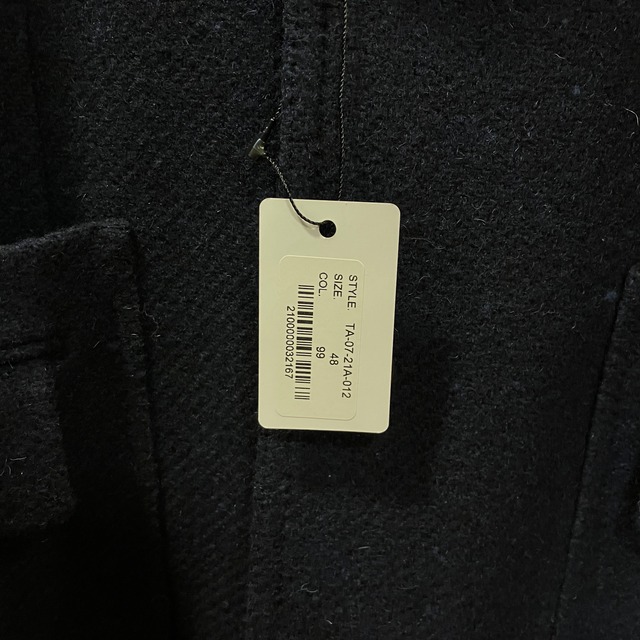 STYLE. TA-07-21A-012
SIZE. 48
COL. 99
2100000032167